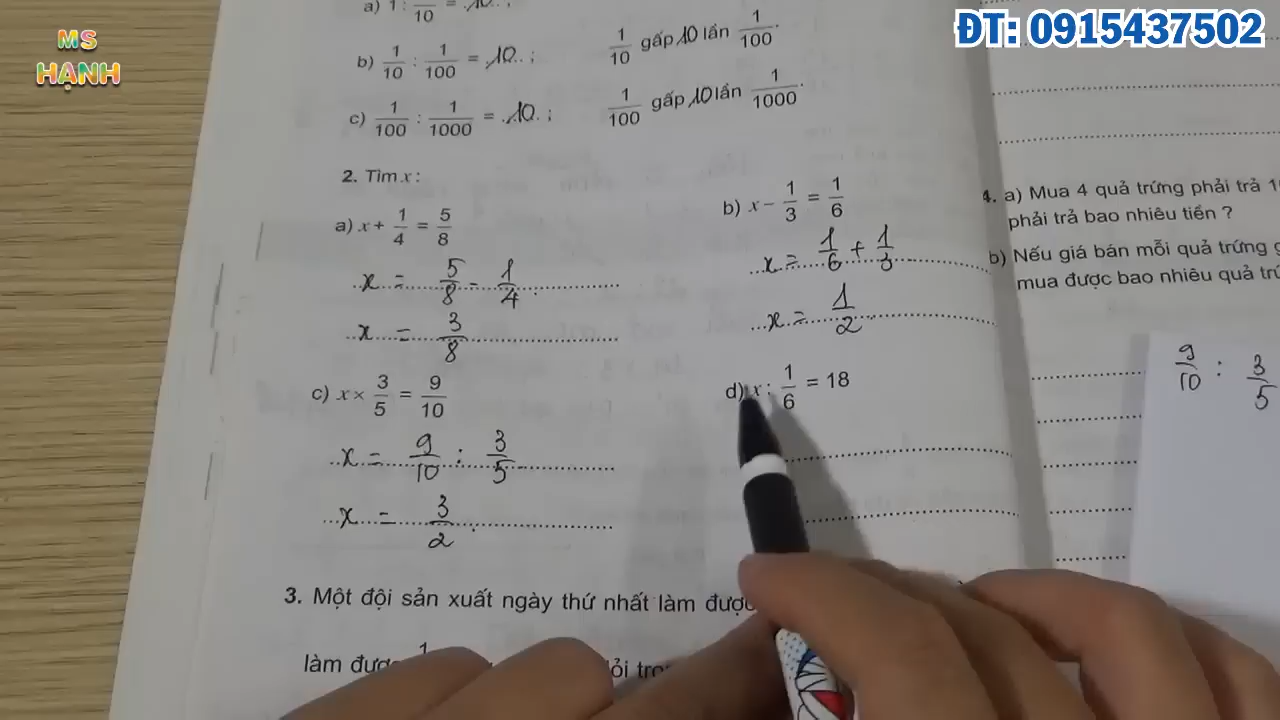 MS
HẠNH
ĐT: 0915437502
a) 1 : 1/10 = .10. ;
b) 1/10 : 1/100 = .10.. ; 1/10 gấp 10 lần 1/100.
c) 1/100 : 1/1000 = ..10.. ; 1/100 gấp 10 lần 1/1000.
2. Tìm x :
a) x + 1/4 = 5/8
x = 5/8 - 1/4
x = 3/8
b) x – 1/3 = 1/6
x = 1/6 + 1/3
x = 1/2
c) x × 3/5 = 9/10
x = 9/10 : 3/5
x = 3/2
d) x : 1/6 = 18
3. Một đội sản xuất ngày thứ nhất làm được
làm được
4. a) Mua 4 quả trứng phải trả
phải trả bao nhiêu tiền ?
b) Nếu giá bán mỗi quả trứng
mua được bao nhiêu quả
9/10 : 3/5